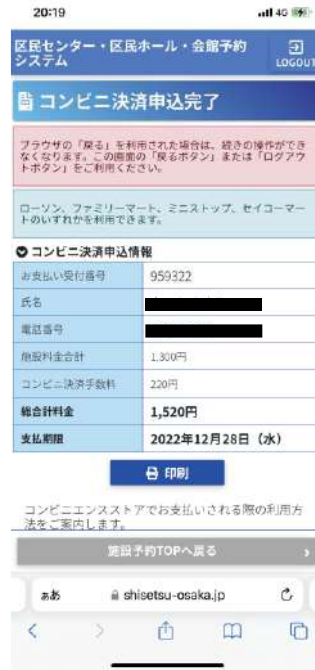 20:19
4G
区民センター・区民ホール・会館予約
システム
LOGOUT
コンビニ決済申込完了
ブラウザの「戻る」を利用された場合は、続きの操作ができ
なくなります。この画面の「戻るボタン」または「ログアウ
トボタン」をご利用ください。
ローソン、ファミリーマート、ミニストップ、セイコーマー
トのいずれかを利用できます。
コンビニ決済申込情報
お支払い受付番号 959322
氏名
電話番号
施設料金合計 1,300円
コンビニ決済手数料 220円
総合計料金 1,520円
支払期限 2022年12月28日（水）
印刷
コンビニエンスストアでお支払いされる際の利用方
法をご案内します。
施設予約TOPへ戻る
ああ shisetsu-osaka.jp